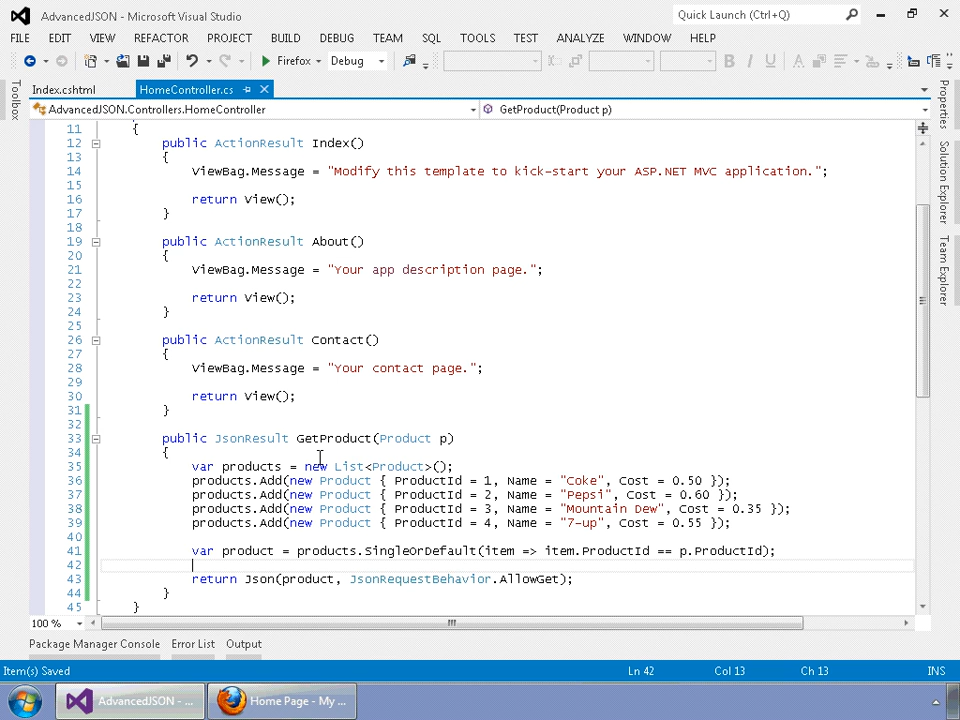 AdvancedJSON - Microsoft Visual Studio
Quick Launch (Ctrl+Q)
FILE EDIT VIEW REFACTOR PROJECT BUILD DEBUG TEAM SQL TOOLS TEST ANALYZE WINDOW HELP
Firefox Debug B I U A
Toolbox
Index.cshtml HomeController.cs
AdvancedJSON.Controllers.HomeController GetProduct(Product p)
Properties
Solution Explorer
Team Explorer
11 {
12 public ActionResult Index()
13 {
14 ViewBag.Message = "Modify this template to kick-start your ASP.NET MVC application.";
15
16 return View();
17 }
18
19 public ActionResult About()
20 {
21 ViewBag.Message = "Your app description page.";
22
23 return View();
24 }
25
26 public ActionResult Contact()
27 {
28 ViewBag.Message = "Your contact page.";
29
30 return View();
31 }
32
33 public JsonResult GetProduct(Product p)
34 {
35 var products = new List<Product>();
36 products.Add(new Product { ProductId = 1, Name = "Coke", Cost = 0.50 });
37 products.Add(new Product { ProductId = 2, Name = "Pepsi", Cost = 0.60 });
38 products.Add(new Product { ProductId = 3, Name = "Mountain Dew", Cost = 0.35 });
39 products.Add(new Product { ProductId = 4, Name = "7-up", Cost = 0.55 });
40
41 var product = products.SingleOrDefault(item => item.ProductId == p.ProductId);
42
43 return Json(product, JsonRequestBehavior.AllowGet);
44 }
45 }
100 %
Package Manager Console Error List Output
Item(s) Saved Ln 42 Col 13 Ch 13 INS
AdvancedJSON - ... Home Page - My ...